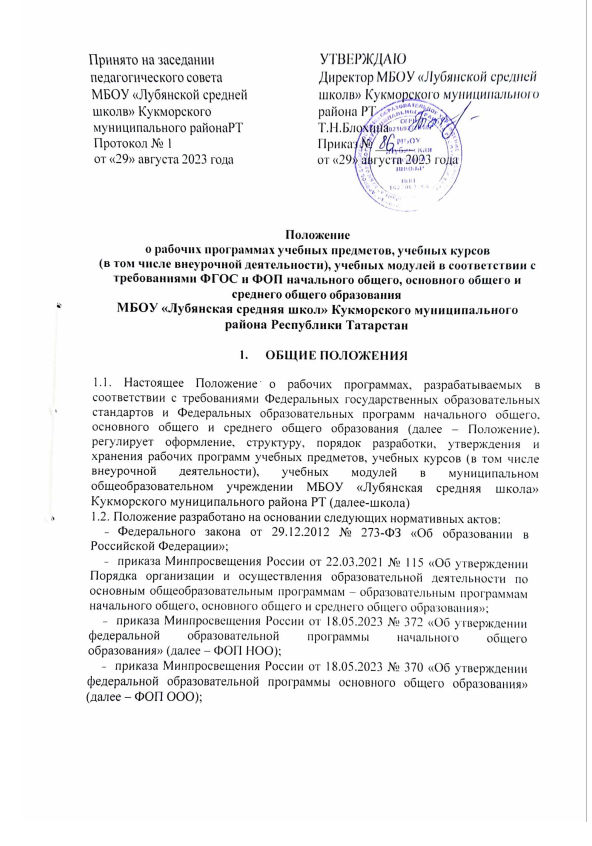 Принято на заседании
педагогического совета
МБОУ «Лубянской средней
школв» Кукморского
муниципального районаРТ
Протокол № 1
от «29» августа 2023 года
УТВЕРЖДАЮ
Директор МБОУ «Лубянской средней
школв» Кукморского муниципального
района РТ
Т.Н.Блохина
Приказ № 86
от «29» августа 2023 года
Положение
о рабочих программах учебных предметов, учебных курсов
(в том числе внеурочной деятельности), учебных модулей в соответствии с
требованиями ФГОС и ФОП начального общего, основного общего и
среднего общего образования
МБОУ «Лубянская средняя школ» Кукморского муниципального
района Республики Татарстан
1. ОБЩИЕ ПОЛОЖЕНИЯ
1.1. Настоящее Положение о рабочих программах, разрабатываемых в
соответствии с требованиями Федеральных государственных образовательных
стандартов и Федеральных образовательных программ начального общего,
основного общего и среднего общего образования (далее – Положение),
регулирует оформление, структуру, порядок разработки, утверждения и
хранения рабочих программ учебных предметов, учебных курсов (в том числе
внеурочной деятельности), учебных модулей в муниципальном
общеобразовательном учреждении МБОУ «Лубянская средняя школа»
Кукморского муниципального района РТ (далее-школа)
1.2. Положение разработано на основании следующих нормативных актов:
- Федерального закона от 29.12.2012 № 273-ФЗ «Об образовании в
Российской Федерации»;
- приказа Минпросвещения России от 22.03.2021 № 115 «Об утверждении
Порядка организации и осуществления образовательной деятельности по
основным общеобразовательным программам – образовательным программам
начального общего, основного общего и среднего общего образования»;
- приказа Минпросвещения России от 18.05.2023 № 372 «Об утверждении
федеральной образовательной программы начального общего
образования» (далее – ФОП НОО);
- приказа Минпросвещения России от 18.05.2023 № 370 «Об утверждении
федеральной образовательной программы основного общего образования»
(далее – ФОП ООО);